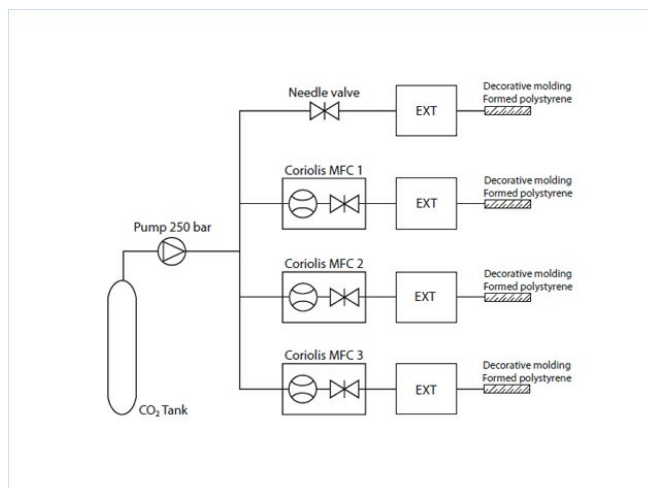 Needle valve
EXT
Decorative molding
Formed polystyrene
Coriolis MFC 1
EXT
Decorative molding
Formed polystyrene
Pump 250 bar
Coriolis MFC 2
EXT
Decorative molding
Formed polystyrene
Coriolis MFC 3
EXT
Decorative molding
Formed polystyrene
CO₂ Tank